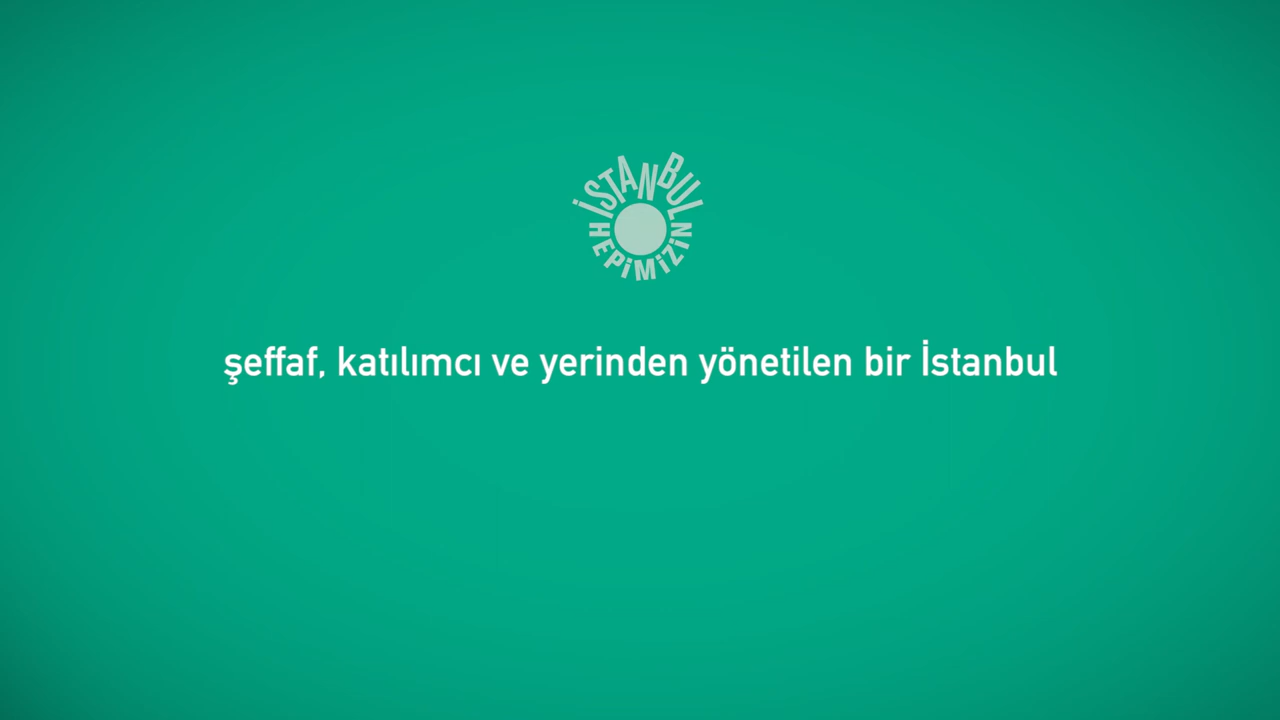 İSTANBUL
HEPİMİZİN
şeffaf, katılımcı ve yerinden yönetilen bir İstanbul